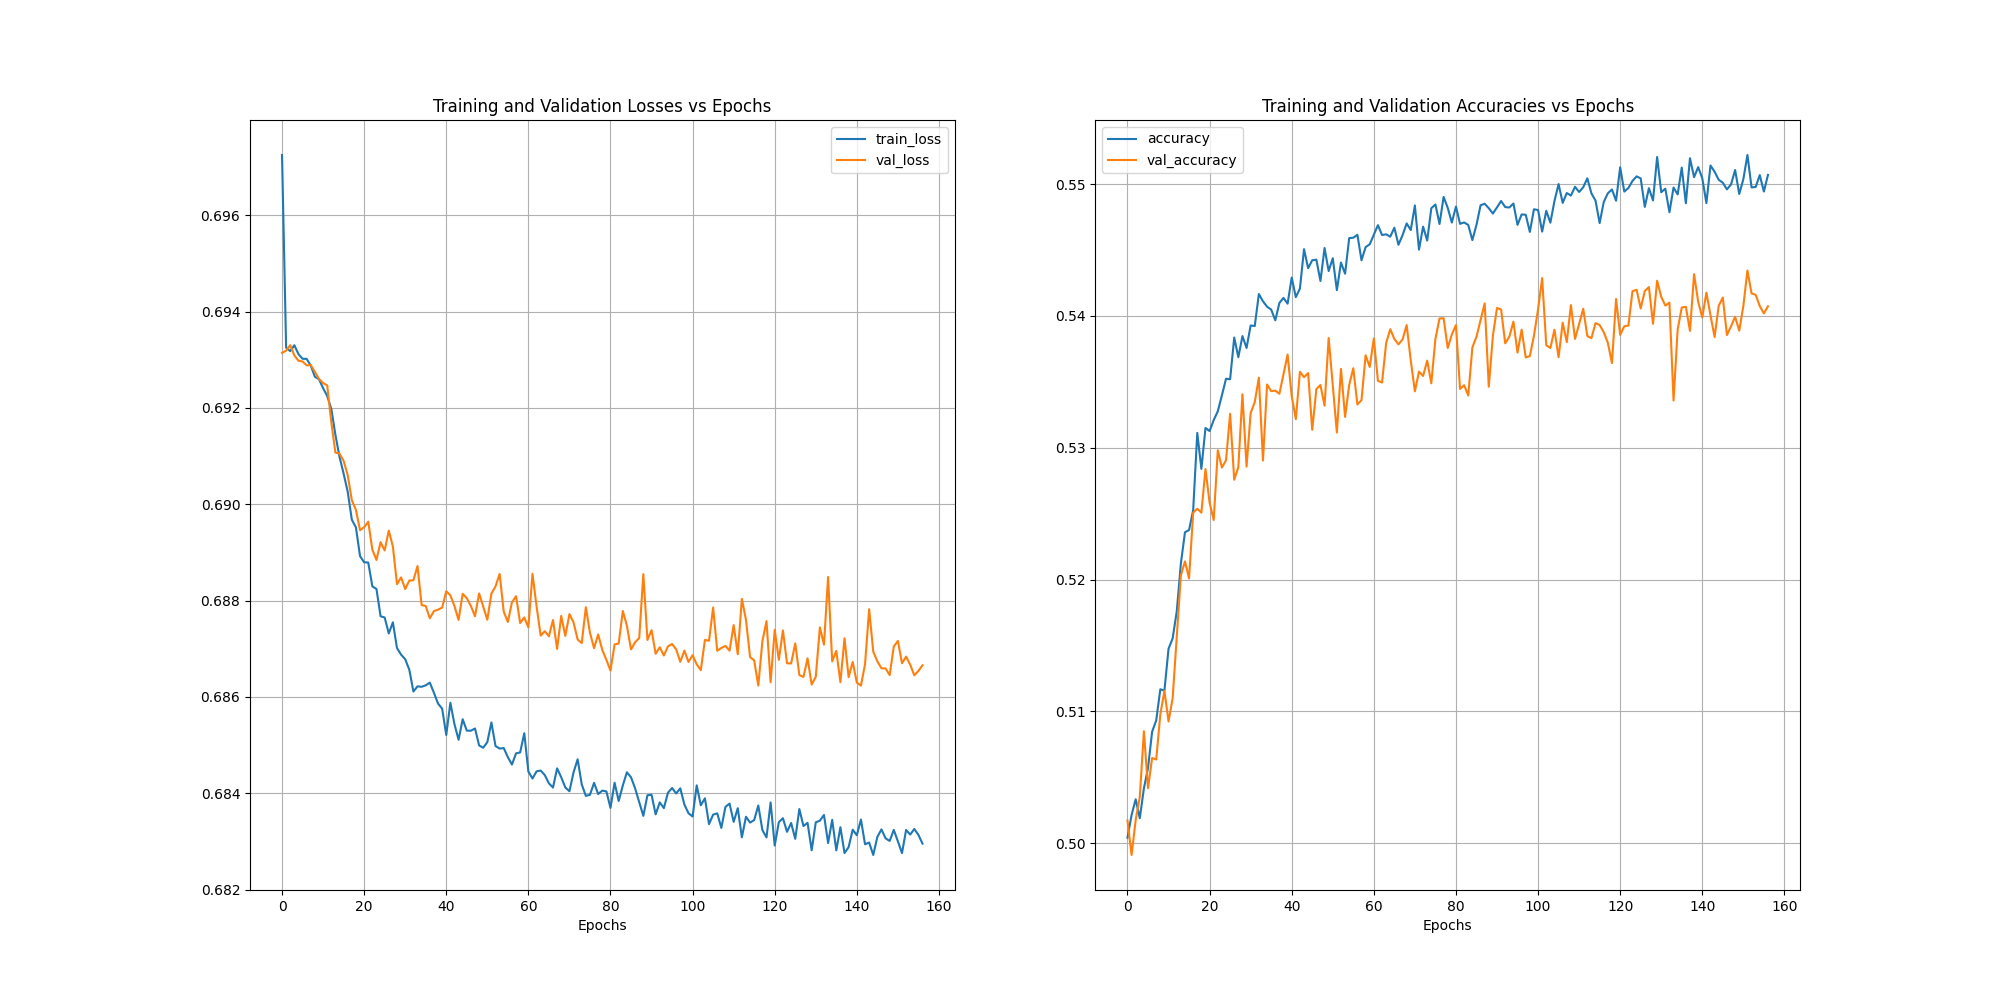 Training and Validation Losses vs Epochs
train_loss
val_loss
0.696
0.694
0.692
0.690
0.688
0.686
0.684
0.682
0 20 40 60 80 100 120 140 160
Epochs
Training and Validation Accuracies vs Epochs
accuracy
val_accuracy
0.55
0.54
0.53
0.52
0.51
0.50
0 20 40 60 80 100 120 140 160
Epochs